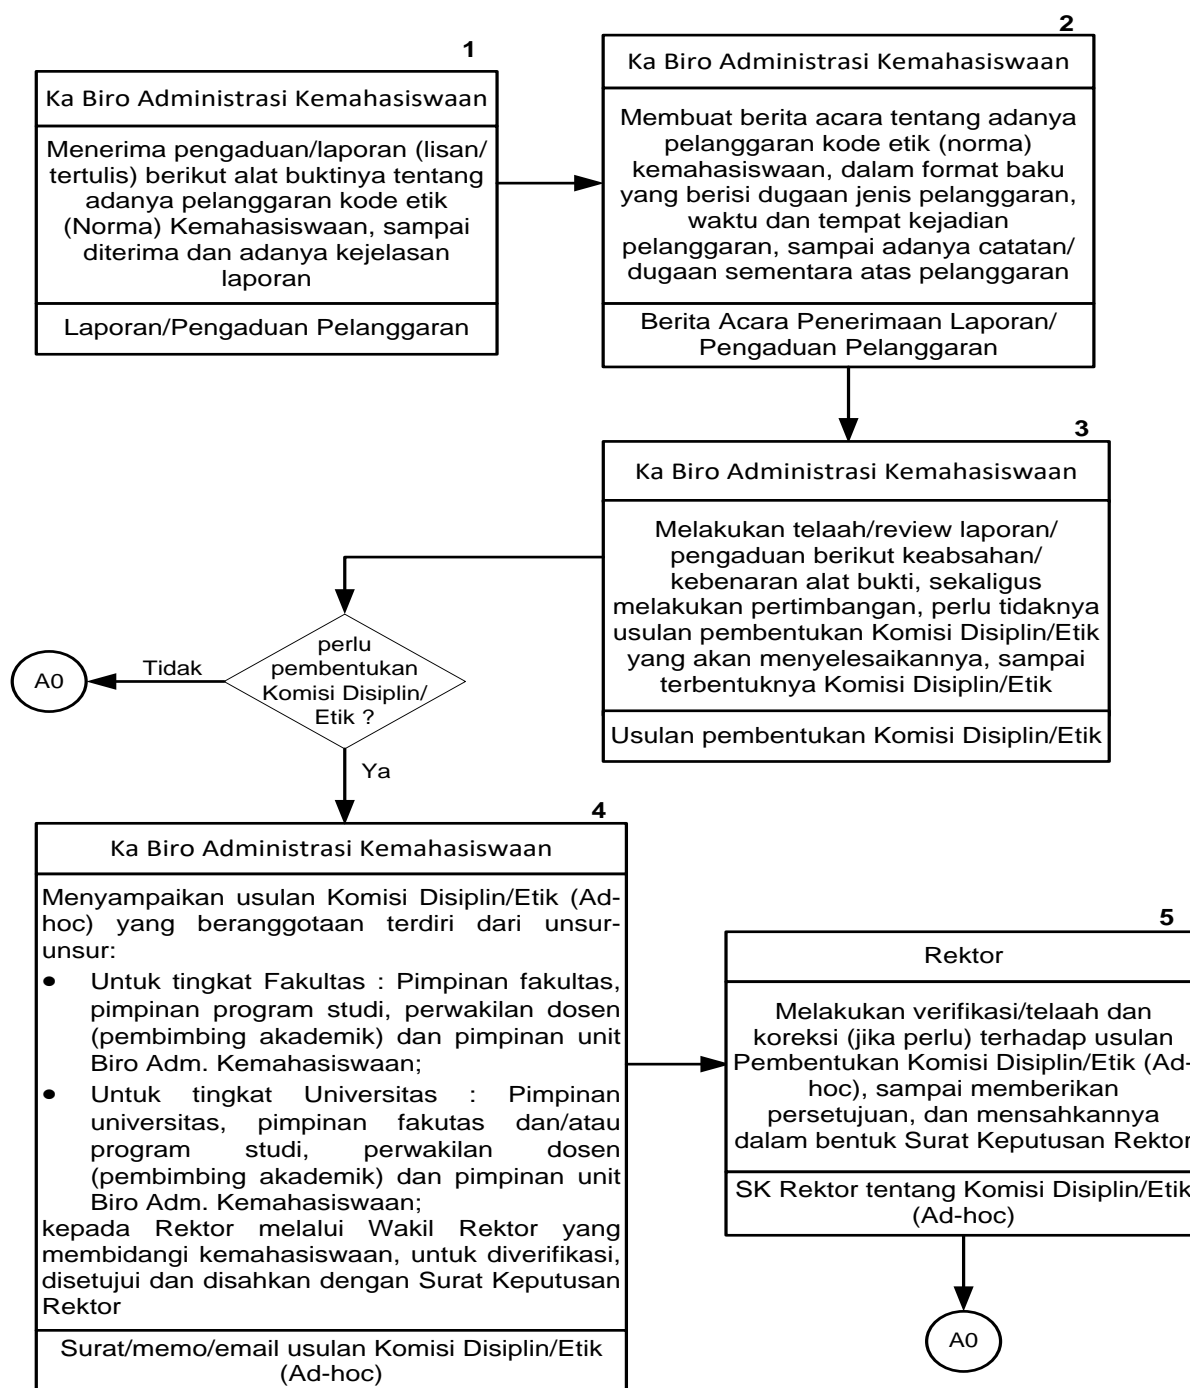 1
Ka Biro Administrasi Kemahasiswaan
Menerima pengaduan/laporan (lisan/
tertulis) berikut alat buktinya tentang
adanya pelanggaran kode etik
(Norma) Kemahasiswaan, sampai
diterima dan adanya kejelasan
laporan
Laporan/Pengaduan Pelanggaran
2
Ka Biro Administrasi Kemahasiswaan
Membuat berita acara tentang adanya
pelanggaran kode etik (norma)
kemahasiswaan, dalam format baku
yang berisi dugaan jenis pelanggaran,
waktu dan tempat kejadian
pelanggaran, sampai adanya catatan/
dugaan sementara atas pelanggaran
Berita Acara Penerimaan Laporan/
Pengaduan Pelanggaran
3
Ka Biro Administrasi Kemahasiswaan
Melakukan telaah/review laporan/
pengaduan berikut keabsahan/
kebenaran alat bukti, sekaligus
melakukan pertimbangan, perlu tidaknya
usulan pembentukan Komisi Disiplin/Etik
yang akan menyelesaikannya, sampai
terbentuknya Komisi Disiplin/Etik
Usulan pembentukan Komisi Disiplin/Etik
perlu
pembentukan
Komisi Disiplin/
Etik ?
Tidak
A0
Ya
4
Ka Biro Administrasi Kemahasiswaan
Menyampaikan usulan Komisi Disiplin/Etik (Ad-
hoc) yang beranggotaan terdiri dari unsur-
unsur:
• Untuk tingkat Fakultas : Pimpinan fakultas,
pimpinan program studi, perwakilan dosen
(pembimbing akademik) dan pimpinan unit
Biro Adm. Kemahasiswaan;
• Untuk tingkat Universitas : Pimpinan
universitas, pimpinan fakutas dan/atau
program studi, perwakilan dosen
(pembimbing akademik) dan pimpinan unit
Biro Adm. Kemahasiswaan;
kepada Rektor melalui Wakil Rektor yang
membidangi kemahasiswaan, untuk diverifikasi,
disetujui dan disahkan dengan Surat Keputusan
Rektor
Surat/memo/email usulan Komisi Disiplin/Etik
(Ad-hoc)
5
Rektor
Melakukan verifikasi/telaah dan
koreksi (jika perlu) terhadap usulan
Pembentukan Komisi Disiplin/Etik (Ad-
hoc), sampai memberikan
persetujuan, dan mensahkannya
dalam bentuk Surat Keputusan Rektor
SK Rektor tentang Komisi Disiplin/Etik
(Ad-hoc)
A0